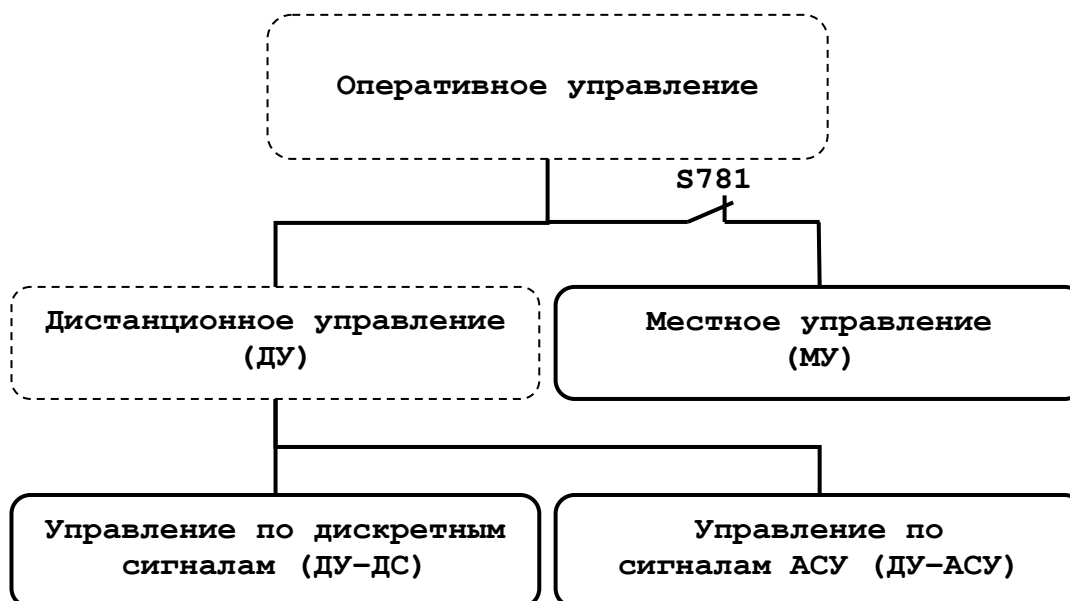 Оперативное управление
S781
Дистанционное управление
(ДУ)
Местное управление
(МУ)
Управление по дискретным
сигналам (ДУ-ДС)
Управление по
сигналам АСУ (ДУ-АСУ)